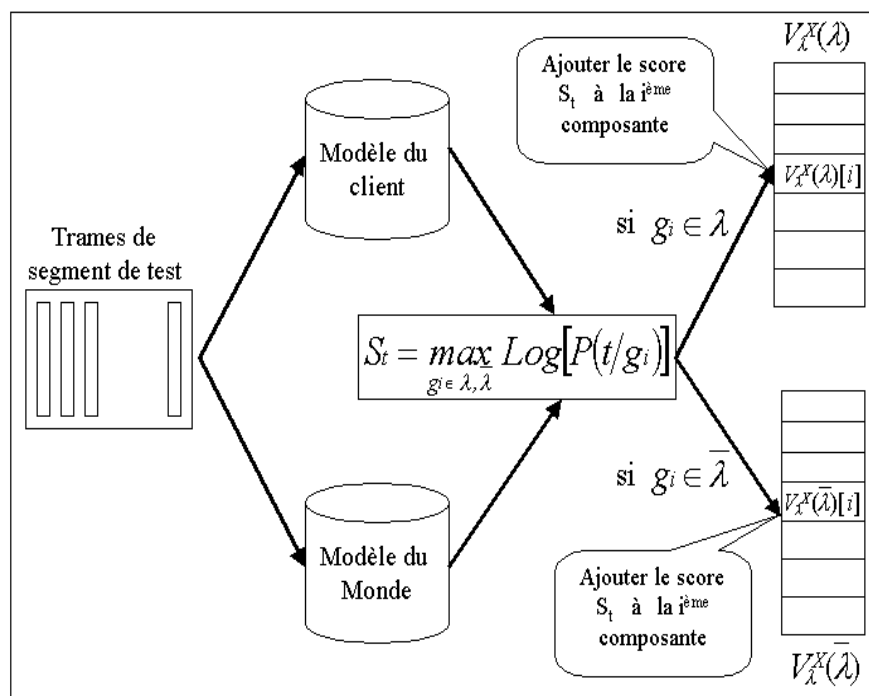 V_λ^X(λ)
Ajouter le score
S_t à la i^ème
composante
Modèle du
client
V_λ^X(λ)[i]
si g_i ∈ λ
Trames de
segment de test
S_t = max Log[P(t/g_i)]
g_i ∈ λ, λ̄
si g_i ∈ λ̄
V_λ^X(λ̄)[i]
Modèle du
Monde
Ajouter le score
S_t à la i^ème
composante
V_λ^X(λ̄)